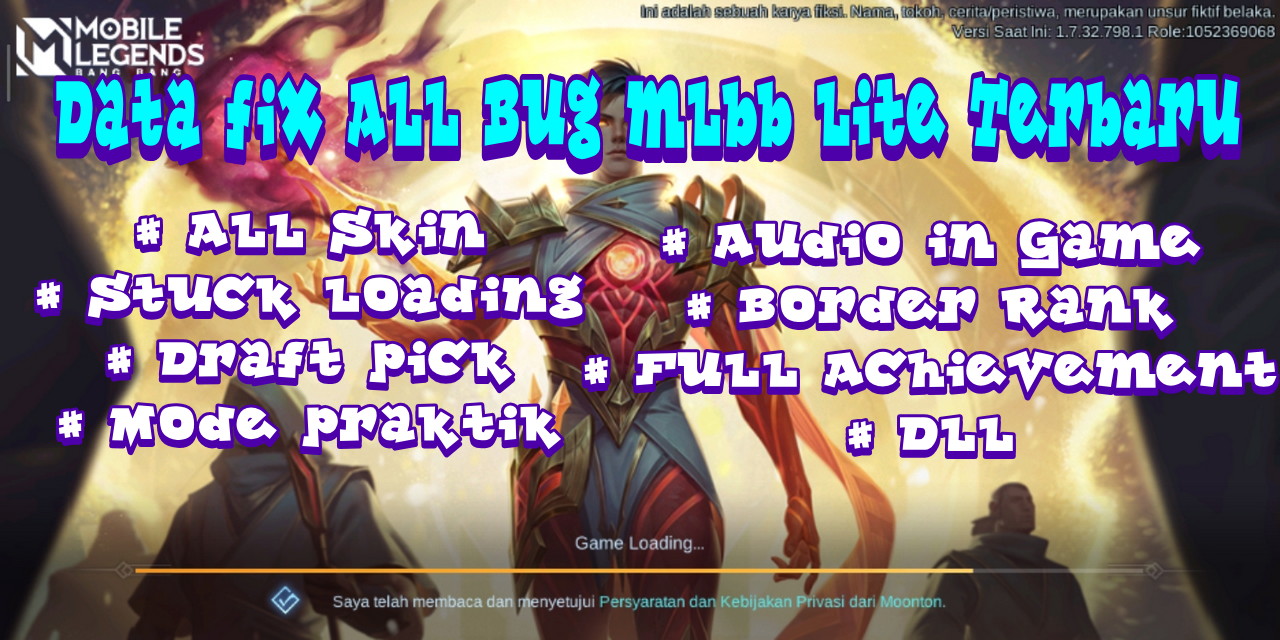 Ini adalah sebuah karya fiksi. Nama, tokoh, cerita/peristiwa, merupakan unsur fiktif belaka.
Versi Saat Ini: 1.7.32.798.1 Role:1052369068
MOBILE
LEGENDS
BANG BANG
Data fix ALL BUg MLbb Lite TerbarU
# ALL Skin
# StUCk Loading
# Draft piCk
# Mode praktik
# AUdio in Game
# Border Rank
# FULL AChieVement
# DLL
Game Loading...
Saya telah membaca dan menyetujui Persyaratan dan Kebijakan Privasi dari Moonton.